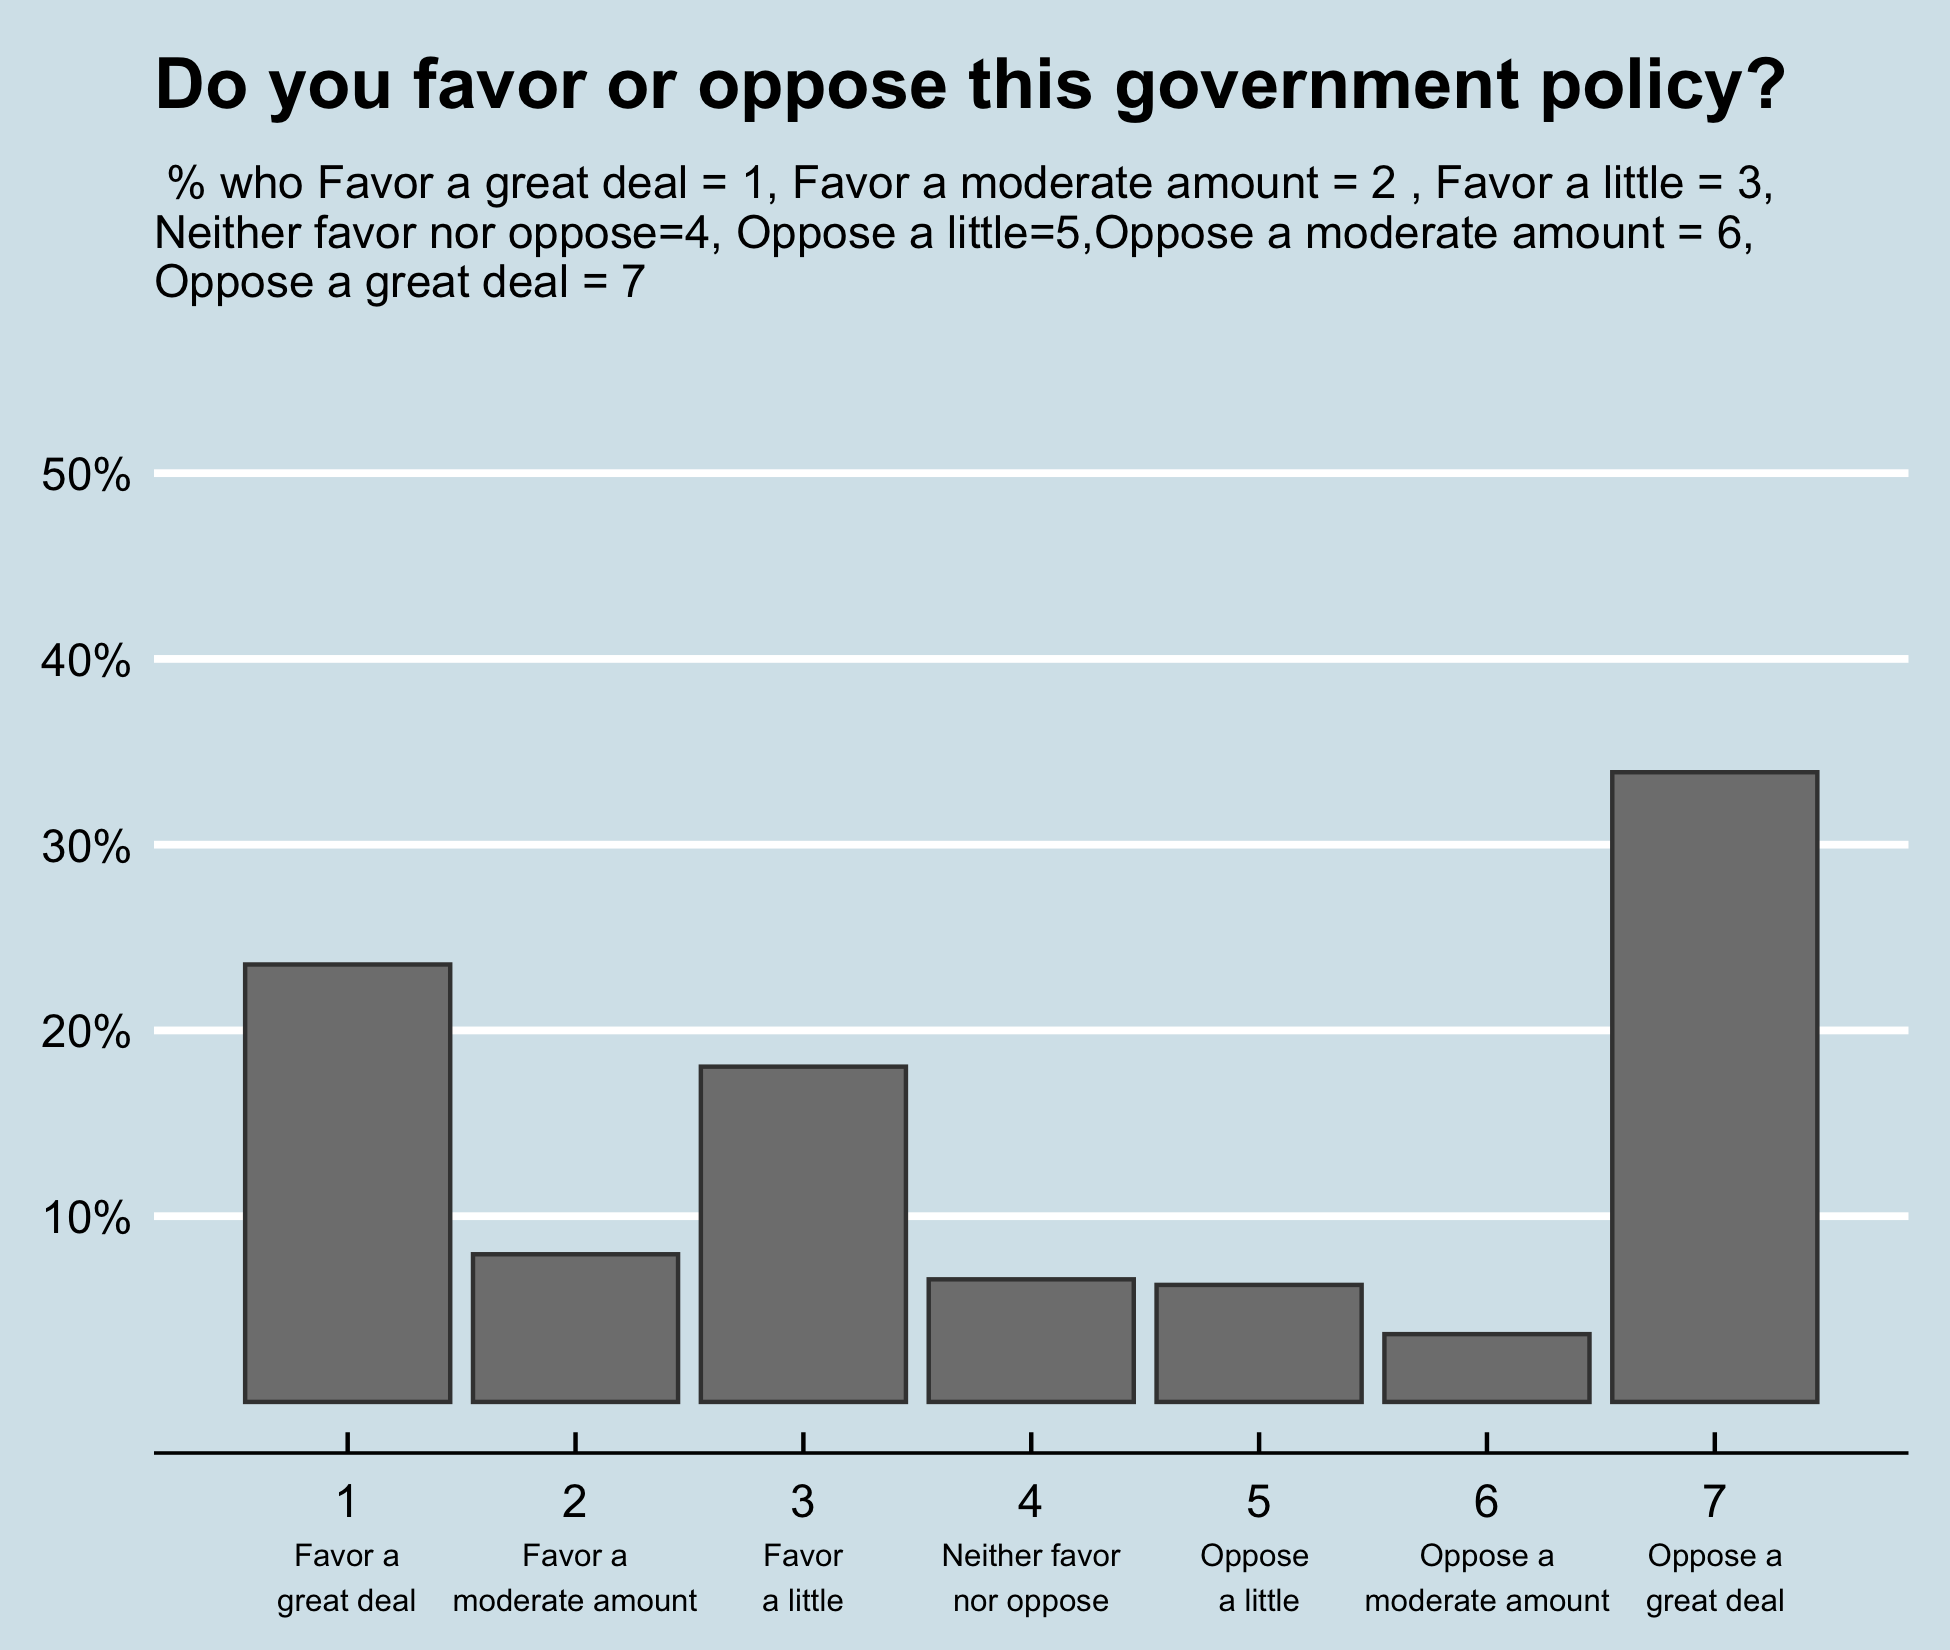 Do you favor or oppose this government policy?
% who Favor a great deal = 1, Favor a moderate amount = 2 , Favor a little = 3,
Neither favor nor oppose=4, Oppose a little=5,Oppose a moderate amount = 6,
Oppose a great deal = 7
50%
40%
30%
20%
10%
1 2 3 4 5 6 7
Favor a Favor a Favor Neither favor Oppose Oppose a Oppose a
great deal moderate amount a little nor oppose a little moderate amount great deal